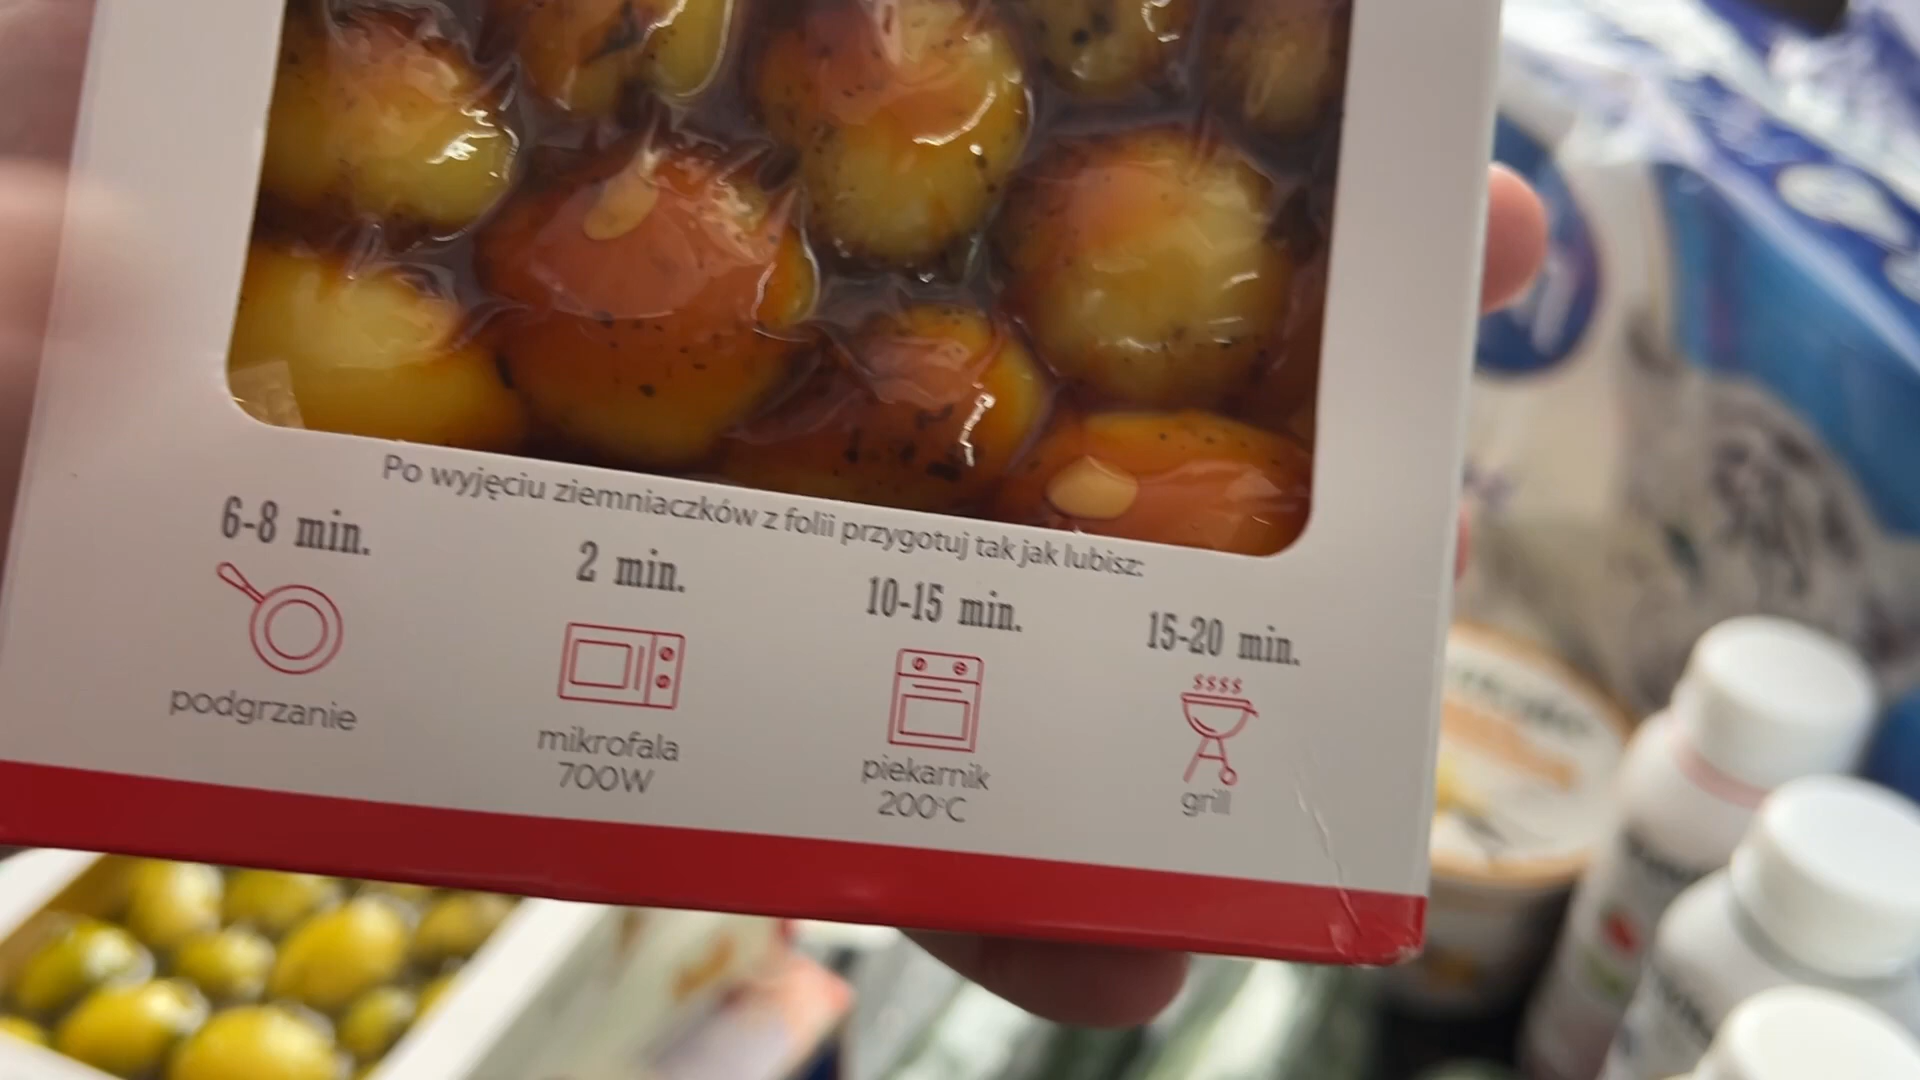 Po wyjęciu ziemniaczków z folii przygotuj tak jak lubisz:
6-8 min.
podgrzanie
2 min.
mikrofala
700W
10-15 min.
piekarnik
200°C
15-20 min.
grill